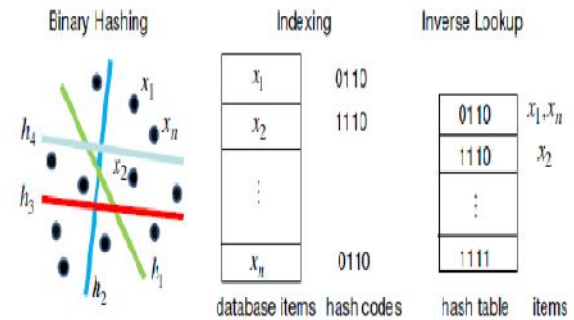 Binary Hashing
Indexing
Inverse Lookup
x₁
xₙ
h₄
x₂
h₃
h₁
h₂
x₁ 0110
x₂ 1110
⋮
xₙ 0110
database items hash codes
0110 x₁,xₙ
1110 x₂
⋮
1111
hash table items